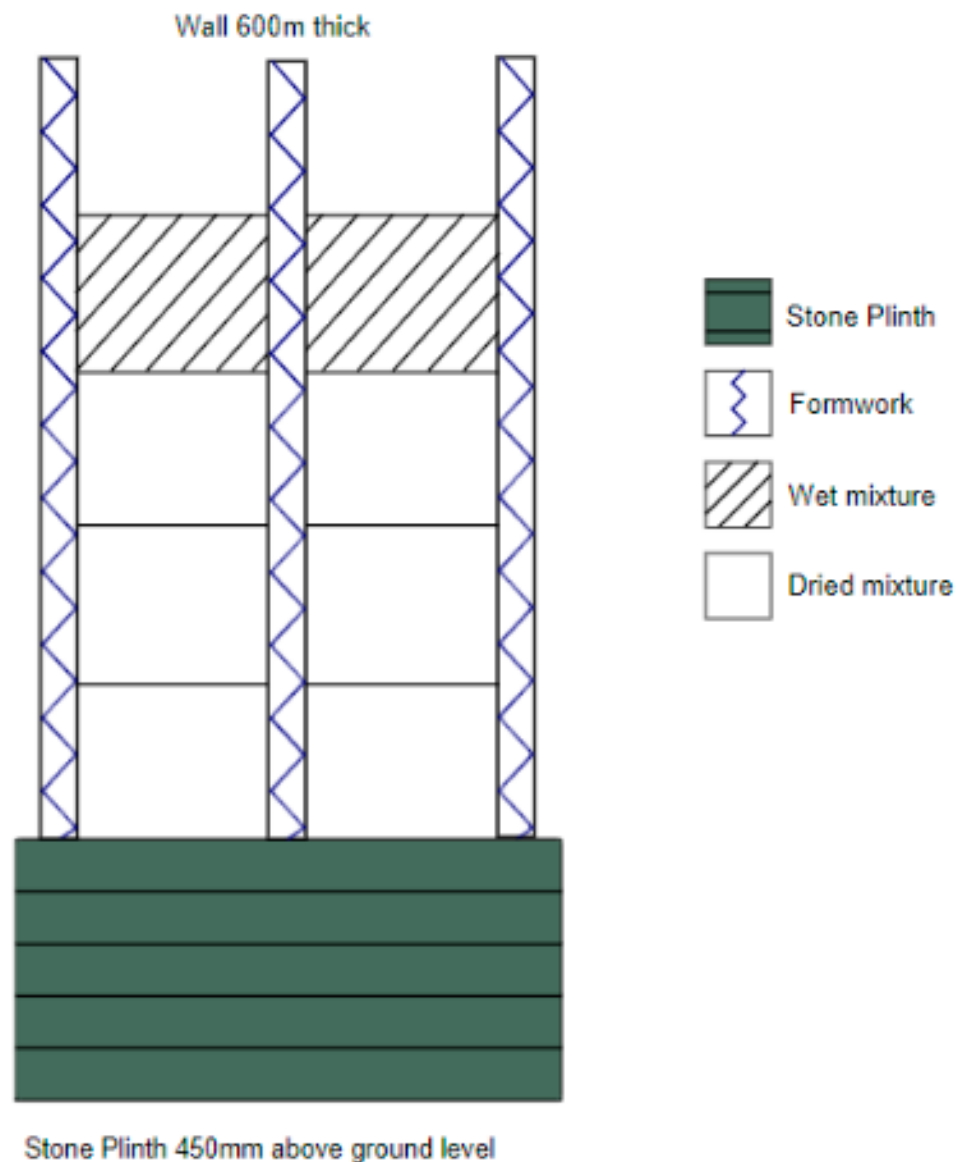 Wall 600m thick
Stone Plinth
Formwork
Wet mixture
Dried mixture
Stone Plinth 450mm above ground level